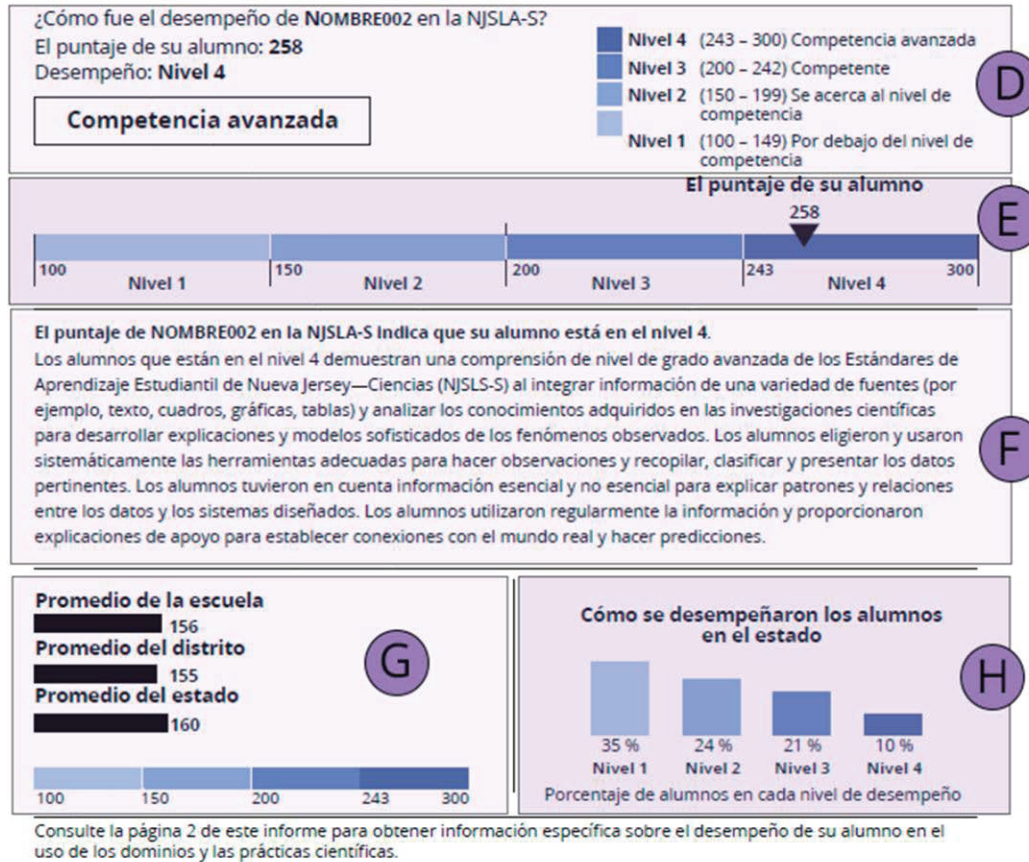 ¿Cómo fue el desempeño de NOMBRE002 en la NJSLA-S?
El puntaje de su alumno: 258
Desempeño: Nivel 4
Competencia avanzada
Nivel 4 (243 – 300) Competencia avanzada
Nivel 3 (200 – 242) Competente
Nivel 2 (150 – 199) Se acerca al nivel de
competencia
Nivel 1 (100 – 149) Por debajo del nivel de
competencia
D
El puntaje de su alumno
258
E
100 150 200 243 300
Nivel 1 Nivel 2 Nivel 3 Nivel 4
El puntaje de NOMBRE002 en la NJSLA-S indica que su alumno está en el nivel 4.
Los alumnos que están en el nivel 4 demuestran una comprensión de nivel de grado avanzada de los Estándares de
Aprendizaje Estudiantil de Nueva Jersey—Ciencias (NJSLS-S) al integrar información de una variedad de fuentes (por
ejemplo, texto, cuadros, gráficas, tablas) y analizar los conocimientos adquiridos en las investigaciones científicas
para desarrollar explicaciones y modelos sofisticados de los fenómenos observados. Los alumnos eligieron y usaron
sistemáticamente las herramientas adecuadas para hacer observaciones y recopilar, clasificar y presentar los datos
pertinentes. Los alumnos tuvieron en cuenta información esencial y no esencial para explicar patrones y relaciones
entre los datos y los sistemas diseñados. Los alumnos utilizaron regularmente la información y proporcionaron
explicaciones de apoyo para establecer conexiones con el mundo real y hacer predicciones.
F
Promedio de la escuela
156
Promedio del distrito
155
Promedio del estado
160
100 150 200 243 300
G
Cómo se desempeñaron los alumnos
en el estado
35 % 24 % 21 % 10 %
Nivel 1 Nivel 2 Nivel 3 Nivel 4
Porcentaje de alumnos en cada nivel de desempeño
H
Consulte la página 2 de este informe para obtener información específica sobre el desempeño de su alumno en el
uso de los dominios y las prácticas científicas.